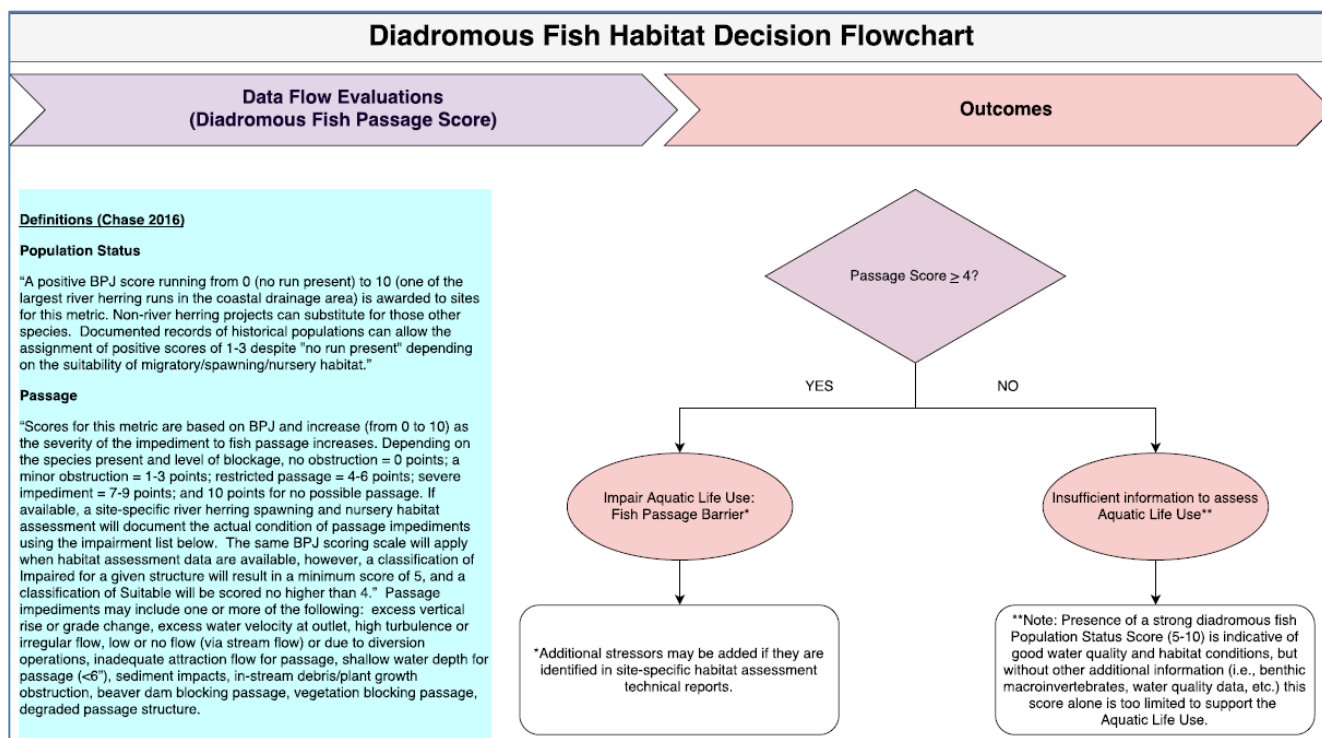 Diadromous Fish Habitat Decision Flowchart
Data Flow Evaluations
(Diadromous Fish Passage Score)
Outcomes
Definitions (Chase 2016)
Population Status
“A positive BPJ score running from 0 (no run present) to 10 (one of the
largest river herring runs in the coastal drainage area) is awarded to sites
for this metric. Non-river herring projects can substitute for those other
species.  Documented records of historical populations can allow the
assignment of positive scores of 1-3 despite "no run present" depending
on the suitability of migratory/spawning/nursery habitat.”
Passage
“Scores for this metric are based on BPJ and increase (from 0 to 10) as
the severity of the impediment to fish passage increases. Depending on
the species present and level of blockage, no obstruction = 0 points; a
minor obstruction = 1-3 points; restricted passage = 4-6 points; severe
impediment = 7-9 points; and 10 points for no possible passage. If
available, a site-specific river herring spawning and nursery habitat
assessment will document the actual condition of passage impediments
using the impairment list below.  The same BPJ scoring scale will apply
when habitat assessment data are available, however, a classification of
Impaired for a given structure will result in a minimum score of 5, and a
classification of Suitable will be scored no higher than 4.”  Passage
impediments may include one or more of the following:  excess vertical
rise or grade change, excess water velocity at outlet, high turbulence or
irregular flow, low or no flow (via stream flow) or due to diversion
operations, inadequate attraction flow for passage, shallow water depth for
passage (<6”), sediment impacts, in-stream debris/plant growth
obstruction, beaver dam blocking passage, vegetation blocking passage,
degraded passage structure.
Passage Score ≥ 4?
YES
NO
Impair Aquatic Life Use:
Fish Passage Barrier*
Insufficient information to assess
Aquatic Life Use**
*Additional stressors may be added if they are
identified in site-specific habitat assessment
technical reports.
**Note: Presence of a strong diadromous fish
Population Status Score (5-10) is indicative of
good water quality and habitat conditions, but
without other additional information (i.e., benthic
macroinvertebrates, water quality data, etc.) this
score alone is too limited to support the
Aquatic Life Use.